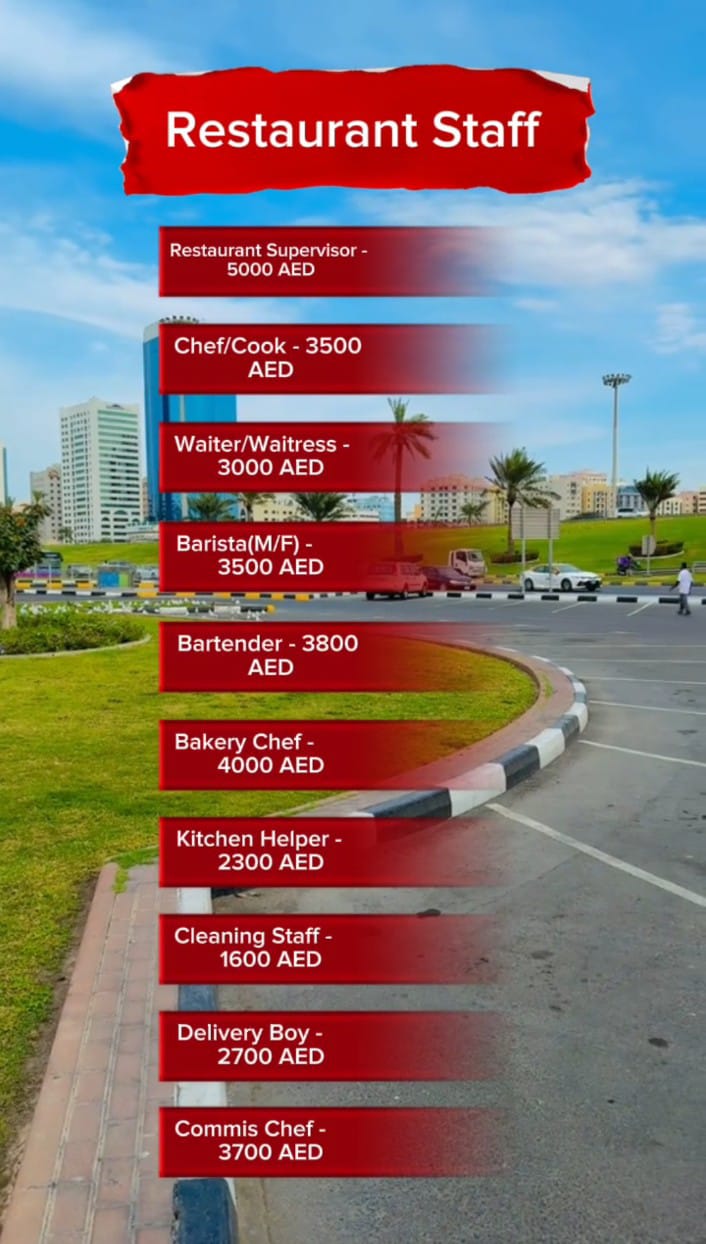 Restaurant Staff
Restaurant Supervisor -
5000 AED
Chef/Cook - 3500
AED
Waiter/Waitress -
3000 AED
Barista(M/F) -
3500 AED
Bartender - 3800
AED
Bakery Chef -
4000 AED
Kitchen Helper -
2300 AED
Cleaning Staff -
1600 AED
Delivery Boy -
2700 AED
Commis Chef -
3700 AED